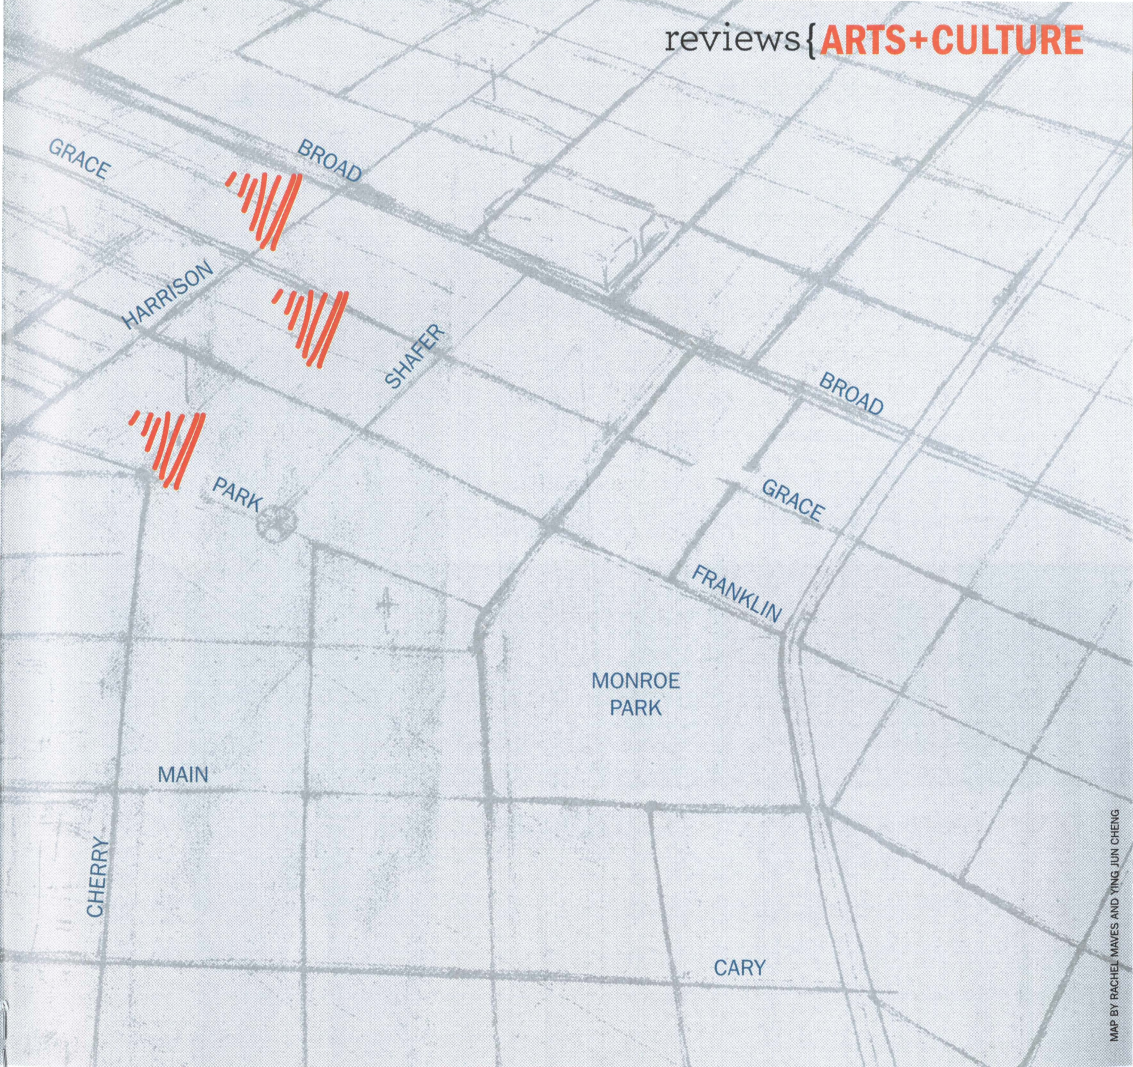 reviews{ARTS+CULTURE
GRACE
BROAD
HARRISON
SHAFER
BROAD
PARK
GRACE
FRANKLIN
MONROE
PARK
MAIN
CHERRY
CARY
MAP BY RACHEL MAVES AND YING JUN CHENG